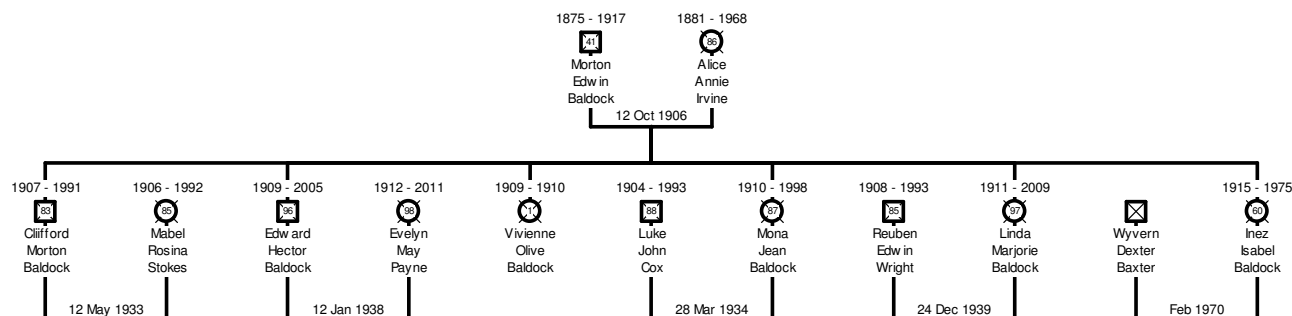 1875 - 1917 1881 - 1968
41 86
Morton Alice
Edwin Annie
Baldock Irvine
12 Oct 1906
1907 - 1991 1906 - 1992 1909 - 2005 1912 - 2011 1909 - 1910 1904 - 1993 1910 - 1998 1908 - 1993 1911 - 2009 1915 - 1975
83 85 96 98 1 88 87 85 97 60
Cliifford Mabel Edward Evelyn Vivienne Luke Mona Reuben Linda Wyvern Inez
Morton Rosina Hector May Olive John Jean Edwin Marjorie Dexter Isabel
Baldock Stokes Baldock Payne Baldock Cox Baldock Wright Baldock Baxter Baldock
12 May 1933 12 Jan 1938 28 Mar 1934 24 Dec 1939 Feb 1970